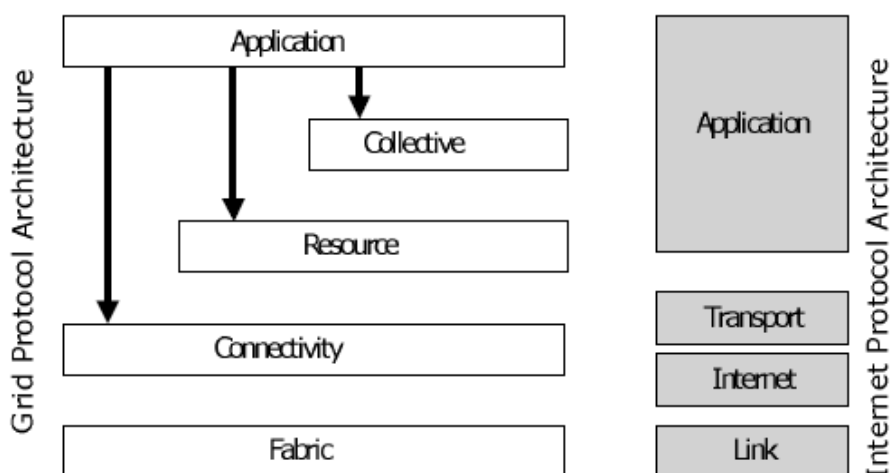 Grid Protocol Architecture
Application
Collective
Resource
Connectivity
Fabric
Application
Transport
Internet
Link
Internet Protocol Architecture